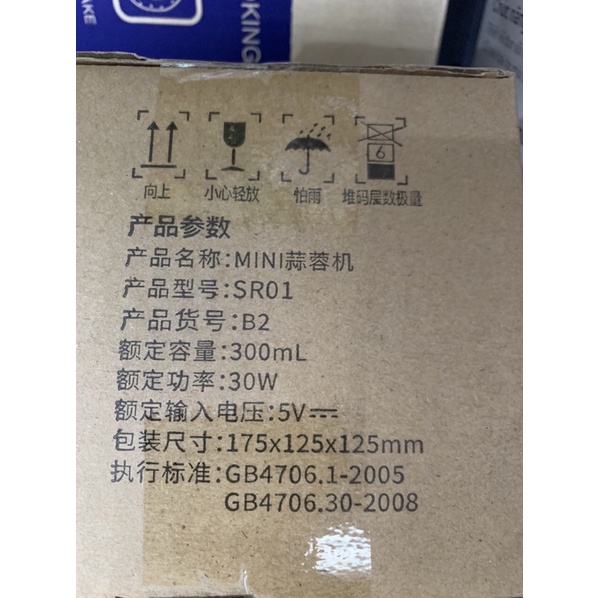 KING
AKE
6
向上 小心轻放 怕雨 堆码层数极量
产品参数
产品名称:MINI蒜蓉机
产品型号:SR01
产品货号:B2
额定容量:300mL
额定功率:30W
额定输入电压:5V⎓
包装尺寸:175x125x125mm
执行标准:GB4706.1-2005
GB4706.30-2008